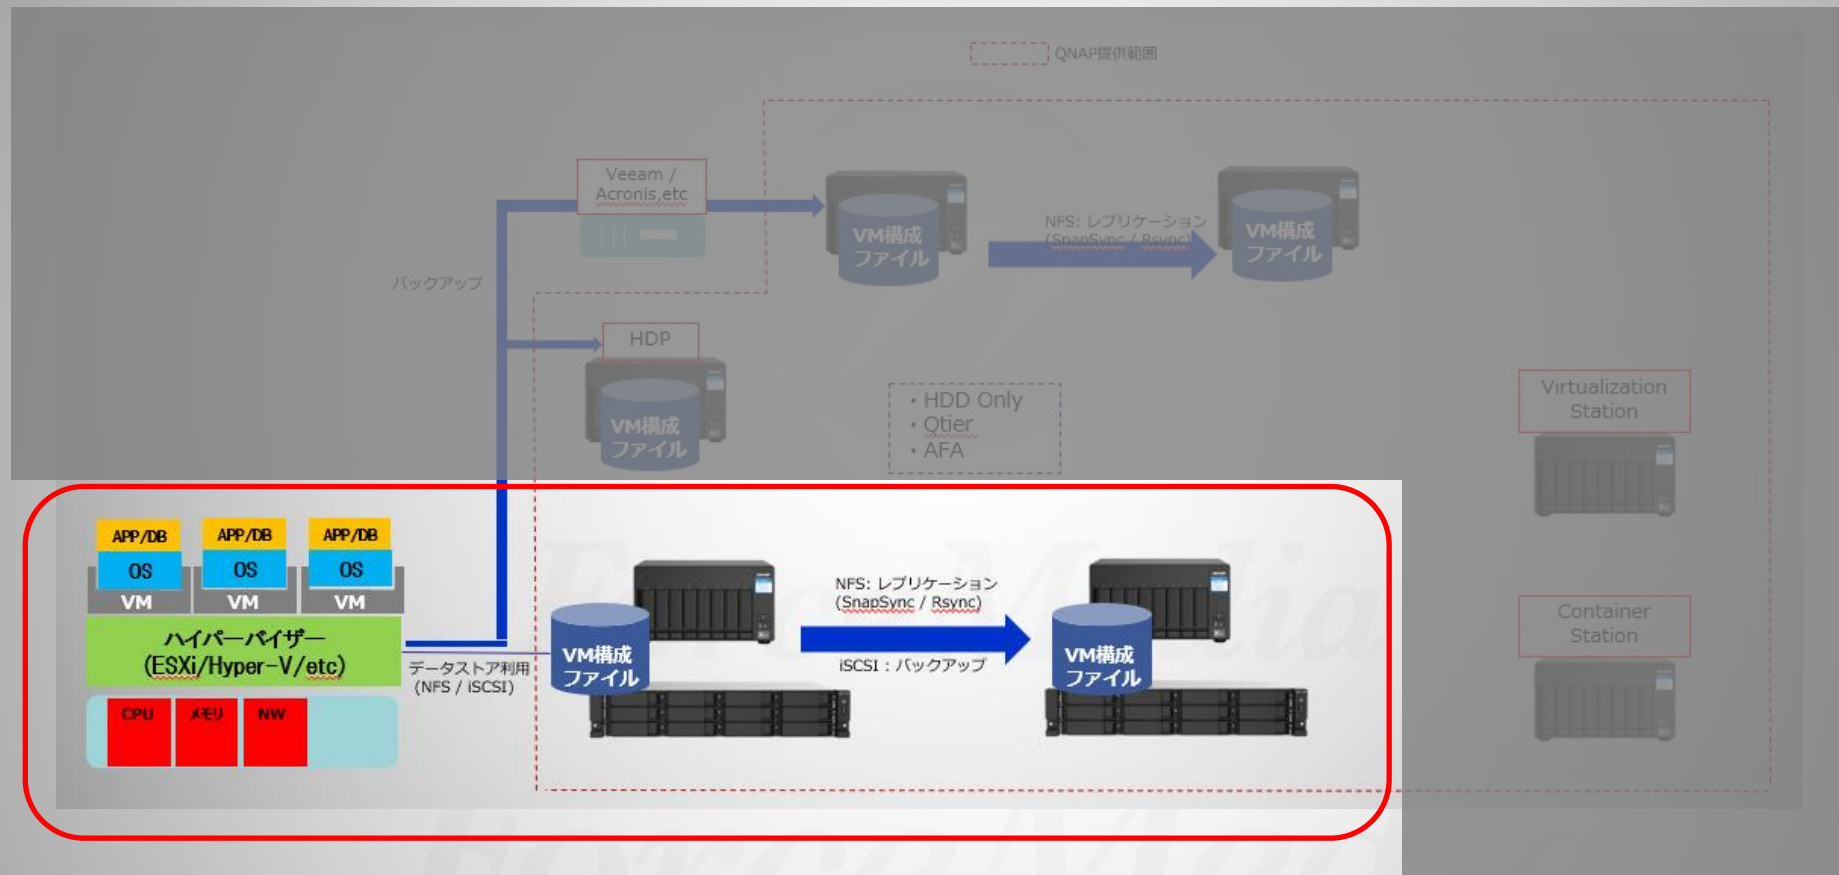 QNAP提供範囲
Veeam /
Acronis,etc
VM構成
ファイル
NFS: レプリケーション
(SnapSync / Rsync)
VM構成
ファイル
バックアップ
HDP
VM構成
ファイル
・HDD Only
・Qtier
・AFA
Virtualization
Station
APP/DB
OS
VM
APP/DB
OS
VM
APP/DB
OS
VM
ハイパーバイザー
(ESXi/Hyper-V/etc)
CPU
メモリ
NW
データストア利用
(NFS / iSCSI)
VM構成
ファイル
NFS: レプリケーション
(SnapSync / Rsync)
iSCSI：バックアップ
VM構成
ファイル
Container
Station
Force Media
Force Media